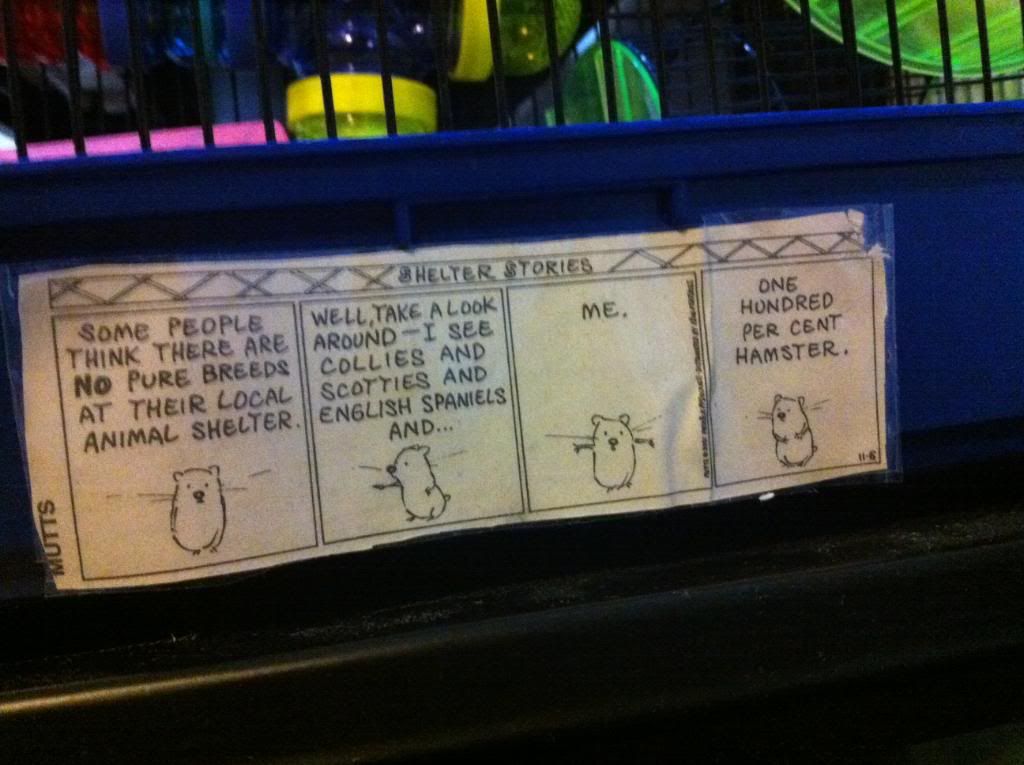 SHELTER STORIES
SOME PEOPLE
THINK THERE ARE
NO PURE BREEDS
AT THEIR LOCAL
ANIMAL SHELTER.
WELL, TAKE A LOOK
AROUND—I SEE
COLLIES AND
SCOTTIES AND
ENGLISH SPANIELS
AND...
ME.
ONE
HUNDRED
PER CENT
HAMSTER.
11-6
MUTTS